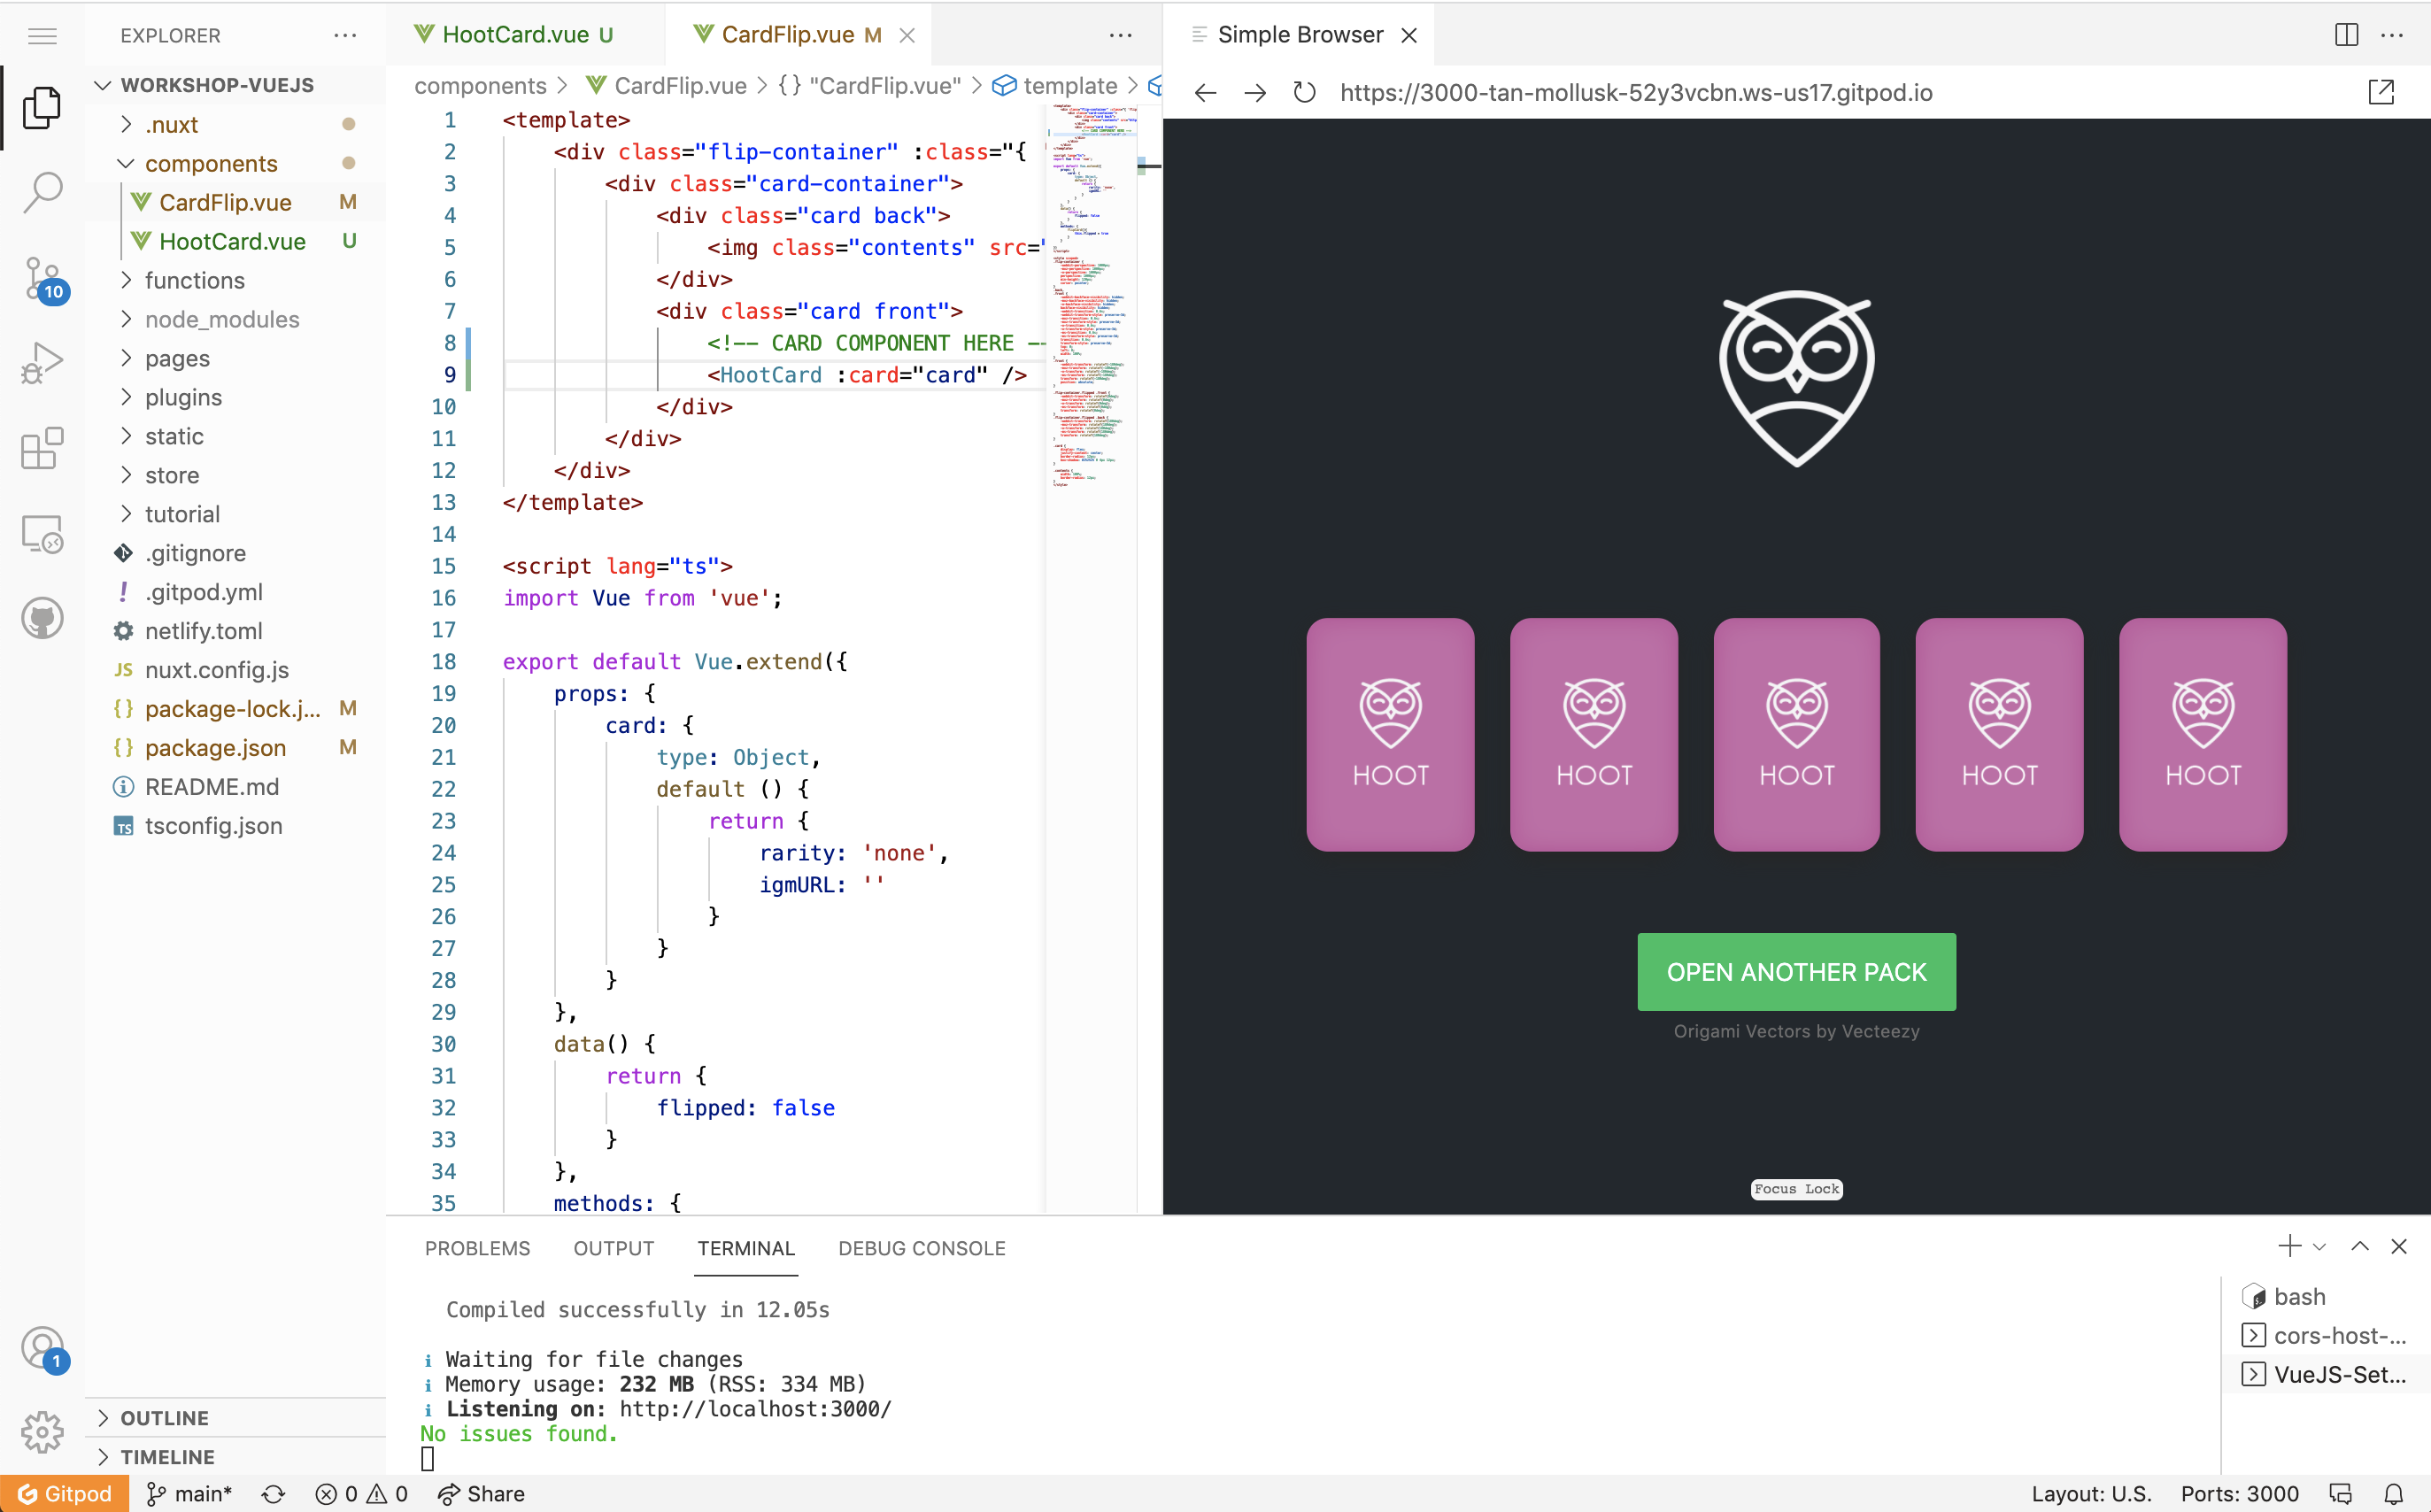 EXPLORER
WORKSHOP-VUEJS
.nuxt
components
CardFlip.vue M
HootCard.vue U
functions
node_modules
pages
plugins
static
store
tutorial
.gitignore
.gitpod.yml
netlify.toml
JS nuxt.config.js
package-lock.j... M
package.json M
README.md
TS tsconfig.json
OUTLINE
TIMELINE
10
1
HootCard.vue U
CardFlip.vue M
components > CardFlip.vue > {} "CardFlip.vue" > template >
1 <template>
2 <div class="flip-container" :class="{
3 <div class="card-container">
4 <div class="card back">
5 <img class="contents" src="
6 </div>
7 <div class="card front">
8 <!-- CARD COMPONENT HERE --
9 <HootCard :card="card" />
10 </div>
11 </div>
12 </div>
13 </template>
14
15 <script lang="ts">
16 import Vue from 'vue';
17
18 export default Vue.extend({
19 props: {
20 card: {
21 type: Object,
22 default () {
23 return {
24 rarity: 'none',
25 igmURL: ''
26 }
27 }
28 }
29 },
30 data() {
31 return {
32 flipped: false
33 }
34 },
35 methods: {
Simple Browser
https://3000-tan-mollusk-52y3vcbn.ws-us17.gitpod.io
HOOT
HOOT
HOOT
HOOT
HOOT
OPEN ANOTHER PACK
Origami Vectors by Vecteezy
Focus Lock
PROBLEMS OUTPUT TERMINAL DEBUG CONSOLE
Compiled successfully in 12.05s
i Waiting for file changes
i Memory usage: 232 MB (RSS: 334 MB)
i Listening on: http://localhost:3000/
No issues found.
bash
cors-host-...
VueJS-Set...
Gitpod main* 0 0 Share
Layout: U.S. Ports: 3000